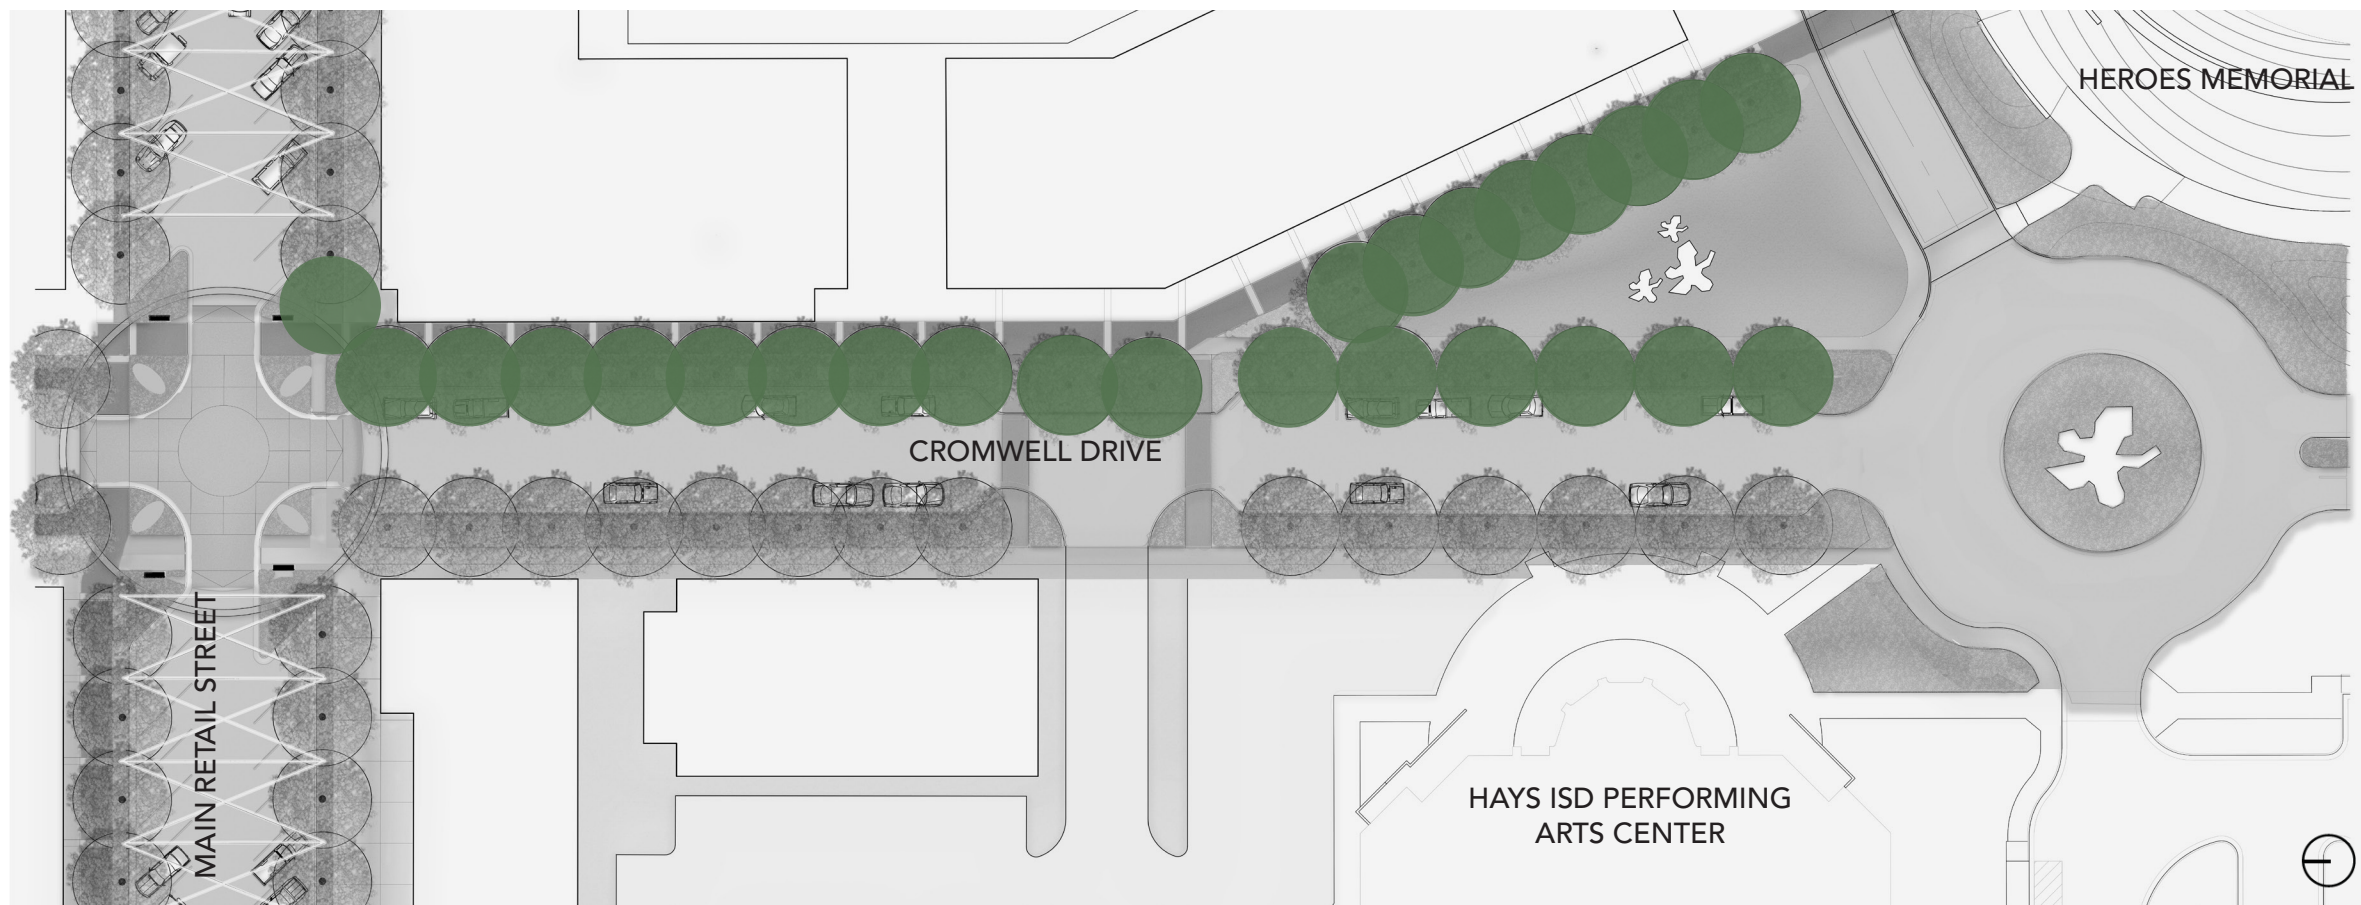 HEROES MEMORIAL
CROMWELL DRIVE
MAIN RETAIL STREET
HAYS ISD PERFORMING
ARTS CENTER